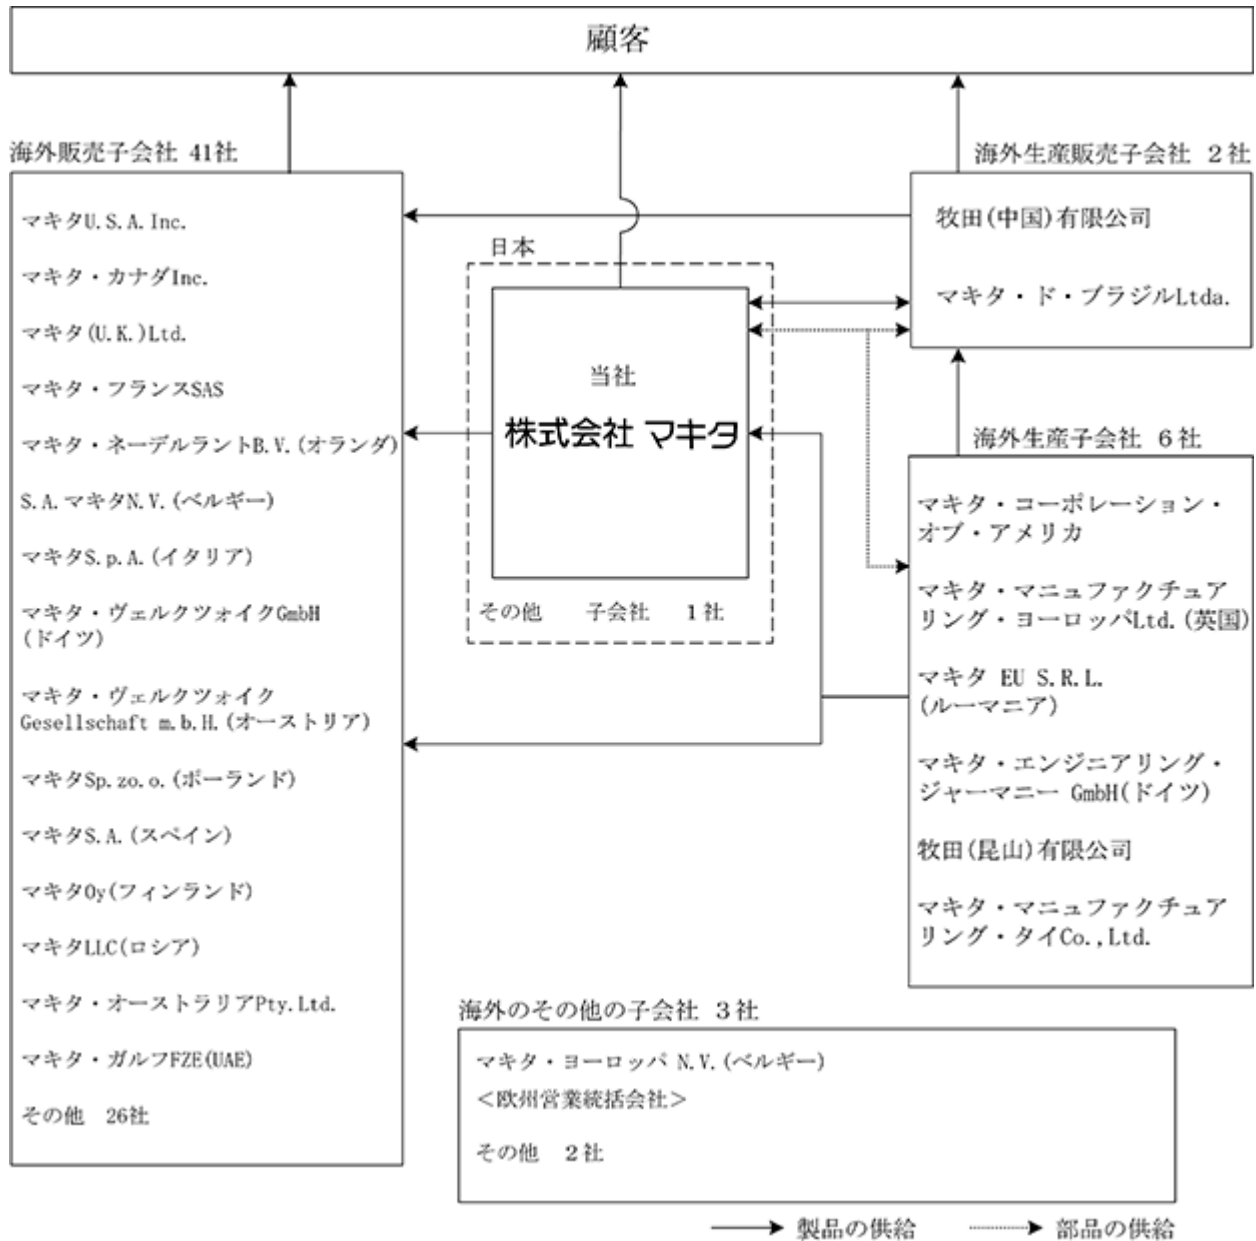 顧客
海外販売子会社 41社
マキタU.S.A.Inc.
マキタ・カナダInc.
マキタ(U.K.)Ltd.
マキタ・フランスSAS
マキタ・ネーデルラントB.V.(オランダ)
S.A.マキタN.V.(ベルギー)
マキタS.p.A.(イタリア)
マキタ・ヴェルクツォイクGmbH
(ドイツ)
マキタ・ヴェルクツォイク
Gesellschaft m.b.H.(オーストリア)
マキタSp.zo.o.(ポーランド)
マキタS.A.(スペイン)
マキタOy(フィンランド)
マキタLLC(ロシア)
マキタ・オーストラリアPty.Ltd.
マキタ・ガルフFZE(UAE)
その他 26社
日本
当社
株式会社 マキタ
その他 子会社 1社
海外生産販売子会社 2社
牧田(中国)有限公司
マキタ・ド・ブラジルLtda.
海外生産子会社 6社
マキタ・コーポレーション・
オブ・アメリカ
マキタ・マニュファクチュア
リング・ヨーロッパLtd.(英国)
マキタ EU S.R.L.
(ルーマニア)
マキタ・エンジニアリング・
ジャーマニー GmbH(ドイツ)
牧田(昆山)有限公司
マキタ・マニュファクチュア
リング・タイCo.,Ltd.
海外のその他の子会社 3社
マキタ・ヨーロッパ N.V.(ベルギー)
<欧州営業統括会社>
その他 2社
製品の供給
部品の供給